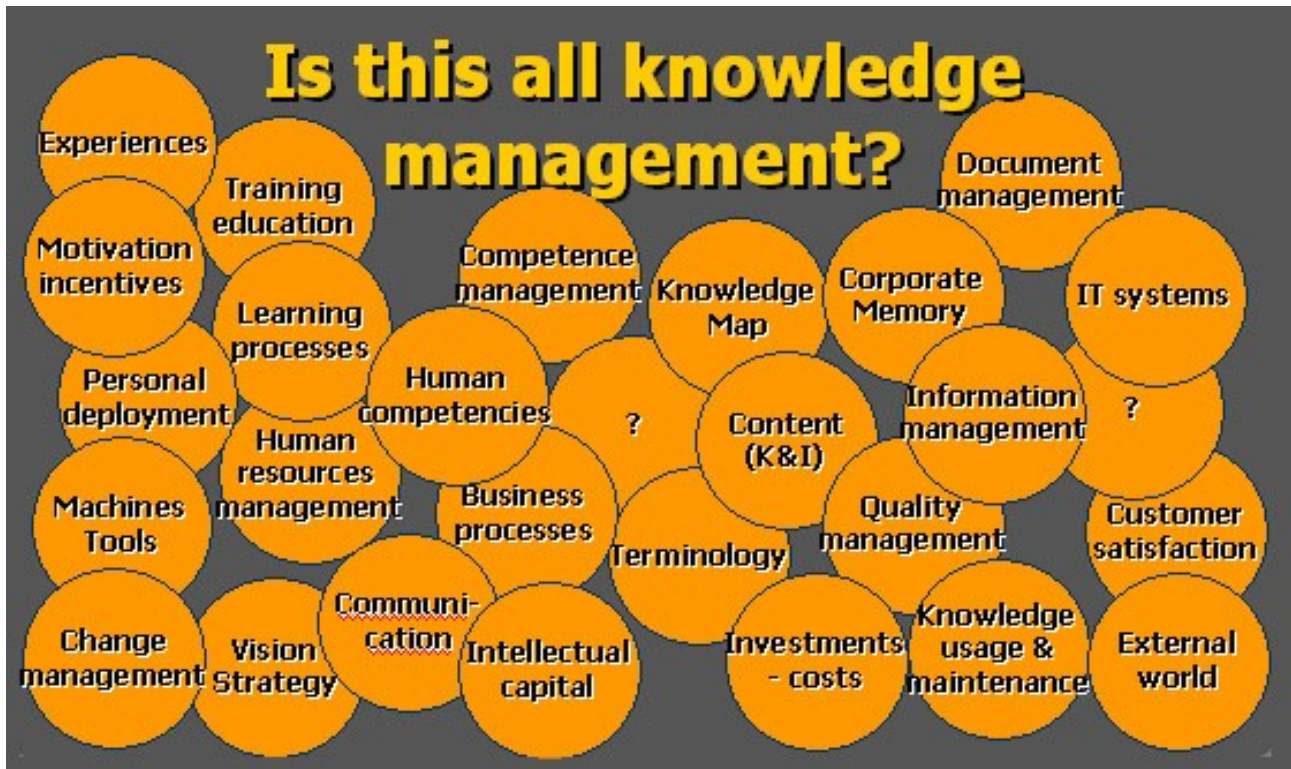 Is this all knowledge
management?
Experiences
Training
education
Document
management
Motivation
incentives
Competence
management
Knowledge
Map
Corporate
Memory
IT systems
Learning
processes
Personal
deployment
Human
competencies
?
Content
(K&I)
Information
management
?
Human
resources
management
Machines
Tools
Business
processes
Terminology
Quality
management
Customer
satisfaction
Change
management
Vision
Strategy
Communi-
cation
Intellectual
capital
Investments
- costs
Knowledge
usage &
maintenance
External
world